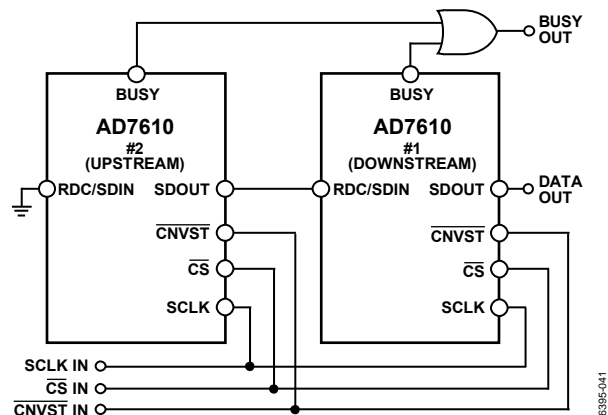 BUSY
OUT
BUSY
BUSY
AD7610
#2
(UPSTREAM)
AD7610
#1
(DOWNSTREAM)
RDC/SDIN SDOUT
RDC/SDIN SDOUT
DATA
OUT
CNVST
CNVST
CS
CS
SCLK
SCLK
SCLK IN
CS IN
CNVST IN
6395-041